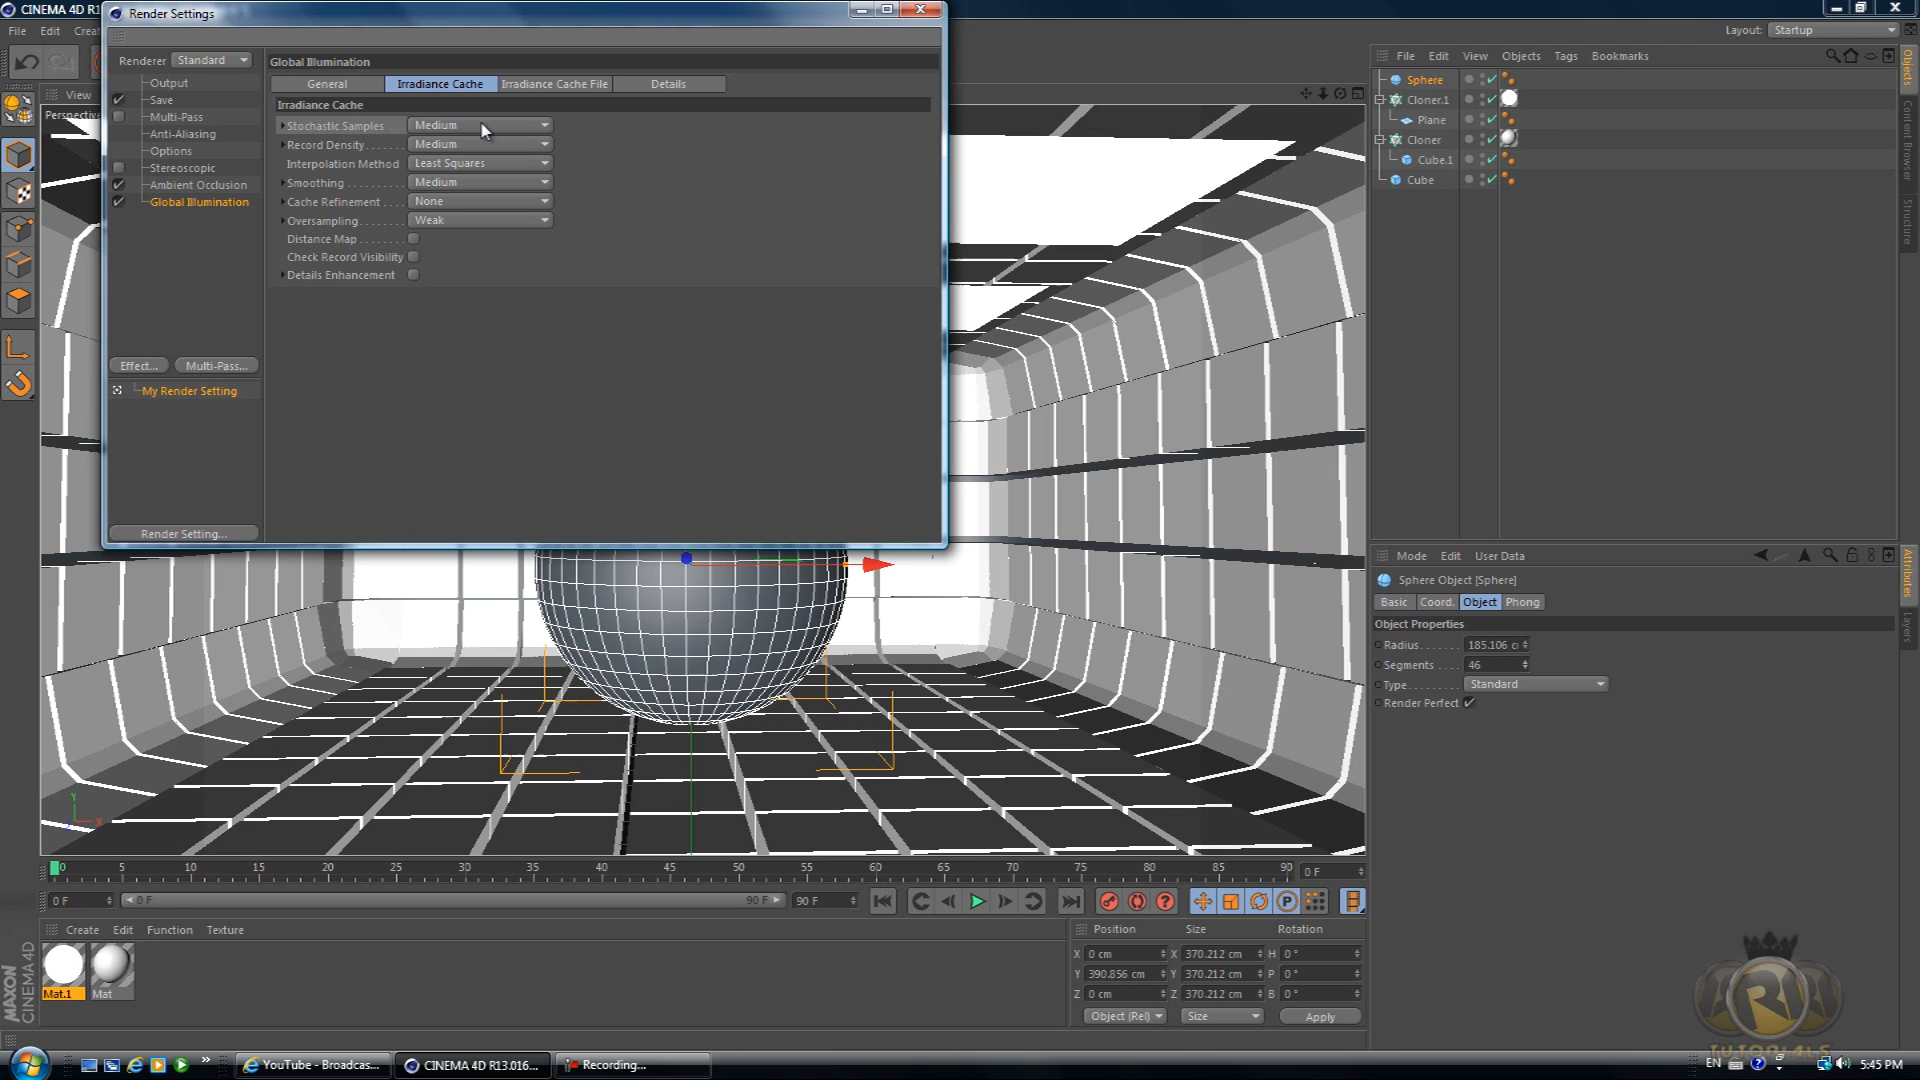 CINEMA 4D R1
Render Settings
File Edit Crea
Layout: Startup
Renderer Standard
Output
Save
Multi-Pass
Anti-Aliasing
Options
Stereoscopic
Ambient Occlusion
Global Illumination
Effect... Multi-Pass...
My Render Setting
Render Setting...
Global Illumination
General Irradiance Cache Irradiance Cache File Details
Irradiance Cache
Stochastic Samples Medium
Record Density Medium
Interpolation Method Least Squares
Smoothing Medium
Cache Refinement None
Oversampling Weak
Distance Map
Check Record Visibility
Details Enhancement
View
Perspective
File Edit View Objects Tags Bookmarks
Sphere
Cloner.1
Plane
Cloner
Cube.1
Cube
Objects
Content Browser
Structure
Mode Edit User Data
Sphere Object [Sphere]
Basic Coord. Object Phong
Object Properties
Radius 185.106 c
Segments 46
Type Standard
Render Perfect
Attributes
Layers
Y
X
0 5 10 15 20 25 30 35 40 45 50 55 60 65 70 75 80 85 90 0 F
0 F 0 F 90 F 90 F
Create Edit Function Texture
Mat.1 Mat
MAXON
CINEMA 4D
Position Size Rotation
X 0 cm X 370.212 cm H 0 °
Y 390.856 cm Y 370.212 cm P 0 °
Z 0 cm Z 370.212 cm B 0 °
Object (Rel) Size Apply
TUTOR14LS
YouTube - Broadcas...
CINEMA 4D R13.016...
Recording...
EN
5:45 PM